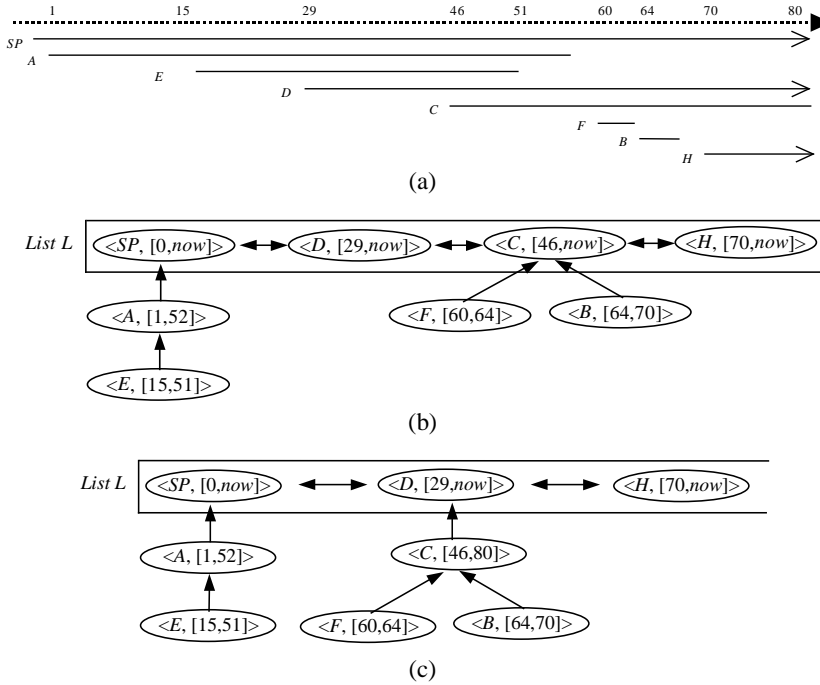 1 15 29 46 51 60 64 70 80
SP
A
E
D
C
F
B
H
(a)
List L <SP, [0,now]> <D, [29,now]> <C, [46,now]> <H, [70,now]>
<A, [1,52]> <F, [60,64]> <B, [64,70]>
<E, [15,51]>
(b)
List L <SP, [0,now]> <D, [29,now]> <H, [70,now]>
<A, [1,52]> <C, [46,80]>
<E, [15,51]> <F, [60,64]> <B, [64,70]>
(c)